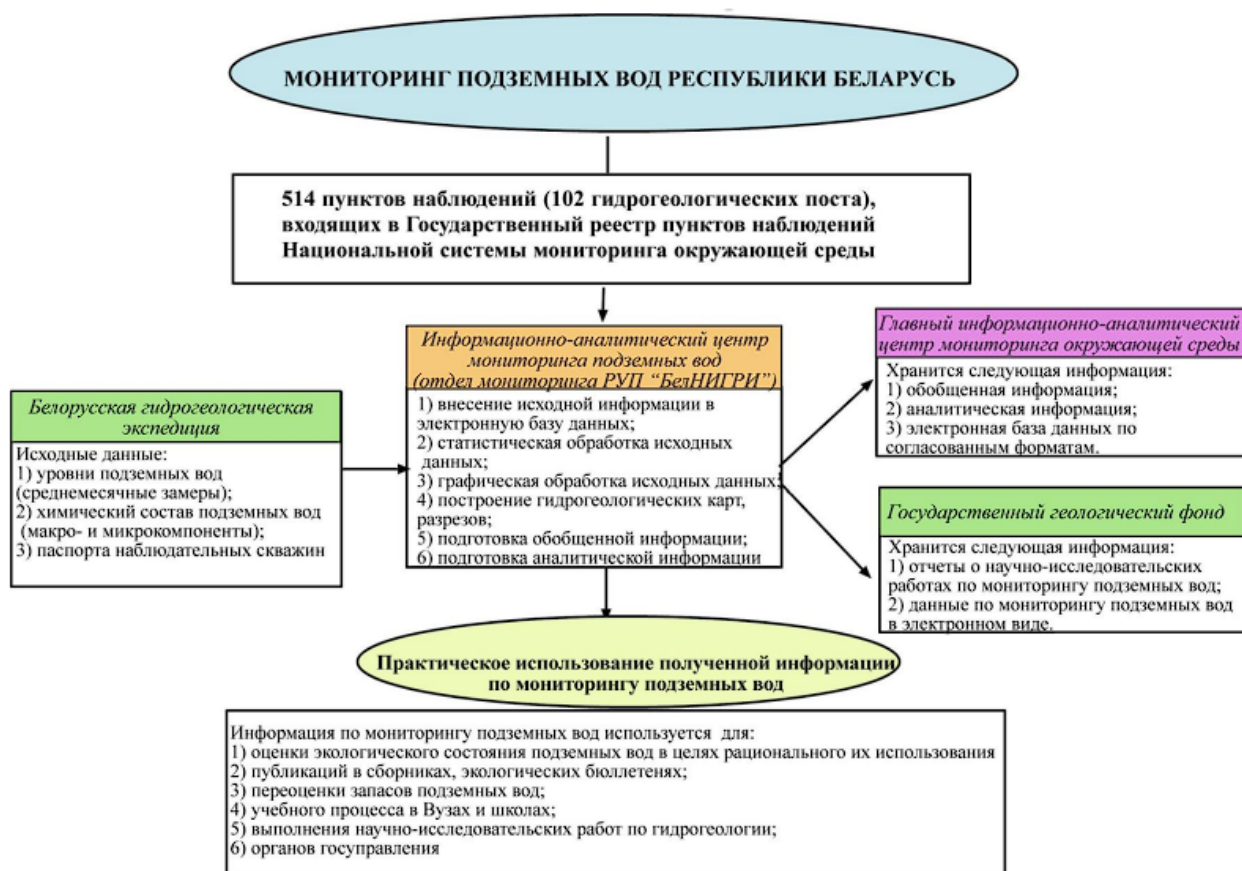 МОНИТОРИНГ ПОДЗЕМНЫХ ВОД РЕСПУБЛИКИ БЕЛАРУСЬ
514 пунктов наблюдений (102 гидрогеологических поста),
входящих в Государственный реестр пунктов наблюдений
Национальной системы мониторинга окружающей среды
Белорусская гидрогеологическая
экспедиция
Исходные данные:
1) уровни подземных вод
(среднемесячные замеры);
2) химический состав подземных вод
(макро- и микрокомпоненты);
3) паспорта наблюдательных скважин
Информационно-аналитический центр
мониторинга подземных вод
(отдел мониторинга РУП “БелНИГРИ”)
1) внесение исходной информации в
электронную базу данных;
2) статистическая обработка исходных
данных;
3) графическая обработка исходных данных;
4) построение гидрогеологических карт,
разрезов;
5) подготовка обобщенной информации;
6) подготовка аналитической информации
Главный информационно-аналитический
центр мониторинга окружающей среды
Хранится следующая информация:
1) обобщенная информация;
2) аналитическая информация;
3) электронная база данных по
согласованным форматам.
Государственный геологический фонд
Хранится следующая информация:
1) отчеты о научно-исследовательских
работах по мониторингу подземных вод;
2) данные по мониторингу подземных вод
в электронном виде.
Практическое использование полученной информации
по мониторингу подземных вод
Информация по мониторингу подземных вод используется для:
1) оценки экологического состояния подземных вод в целях рационального их использования
2) публикаций в сборниках, экологических бюллетенях;
3) переоценки запасов подземных вод;
4) учебного процесса в Вузах и школах;
5) выполнения научно-исследовательских работ по гидрогеологии;
6) органов госуправления